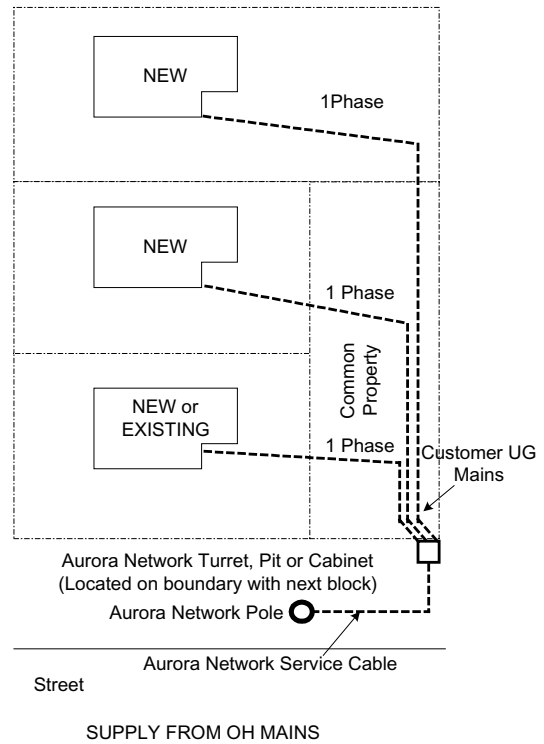 NEW
1Phase
NEW
1 Phase
Common
Property
NEW or
EXISTING
1 Phase
Customer UG
Mains
Aurora Network Turret, Pit or Cabinet
(Located on boundary with next block)
Aurora Network Pole
Aurora Network Service Cable
Street
SUPPLY FROM OH MAINS